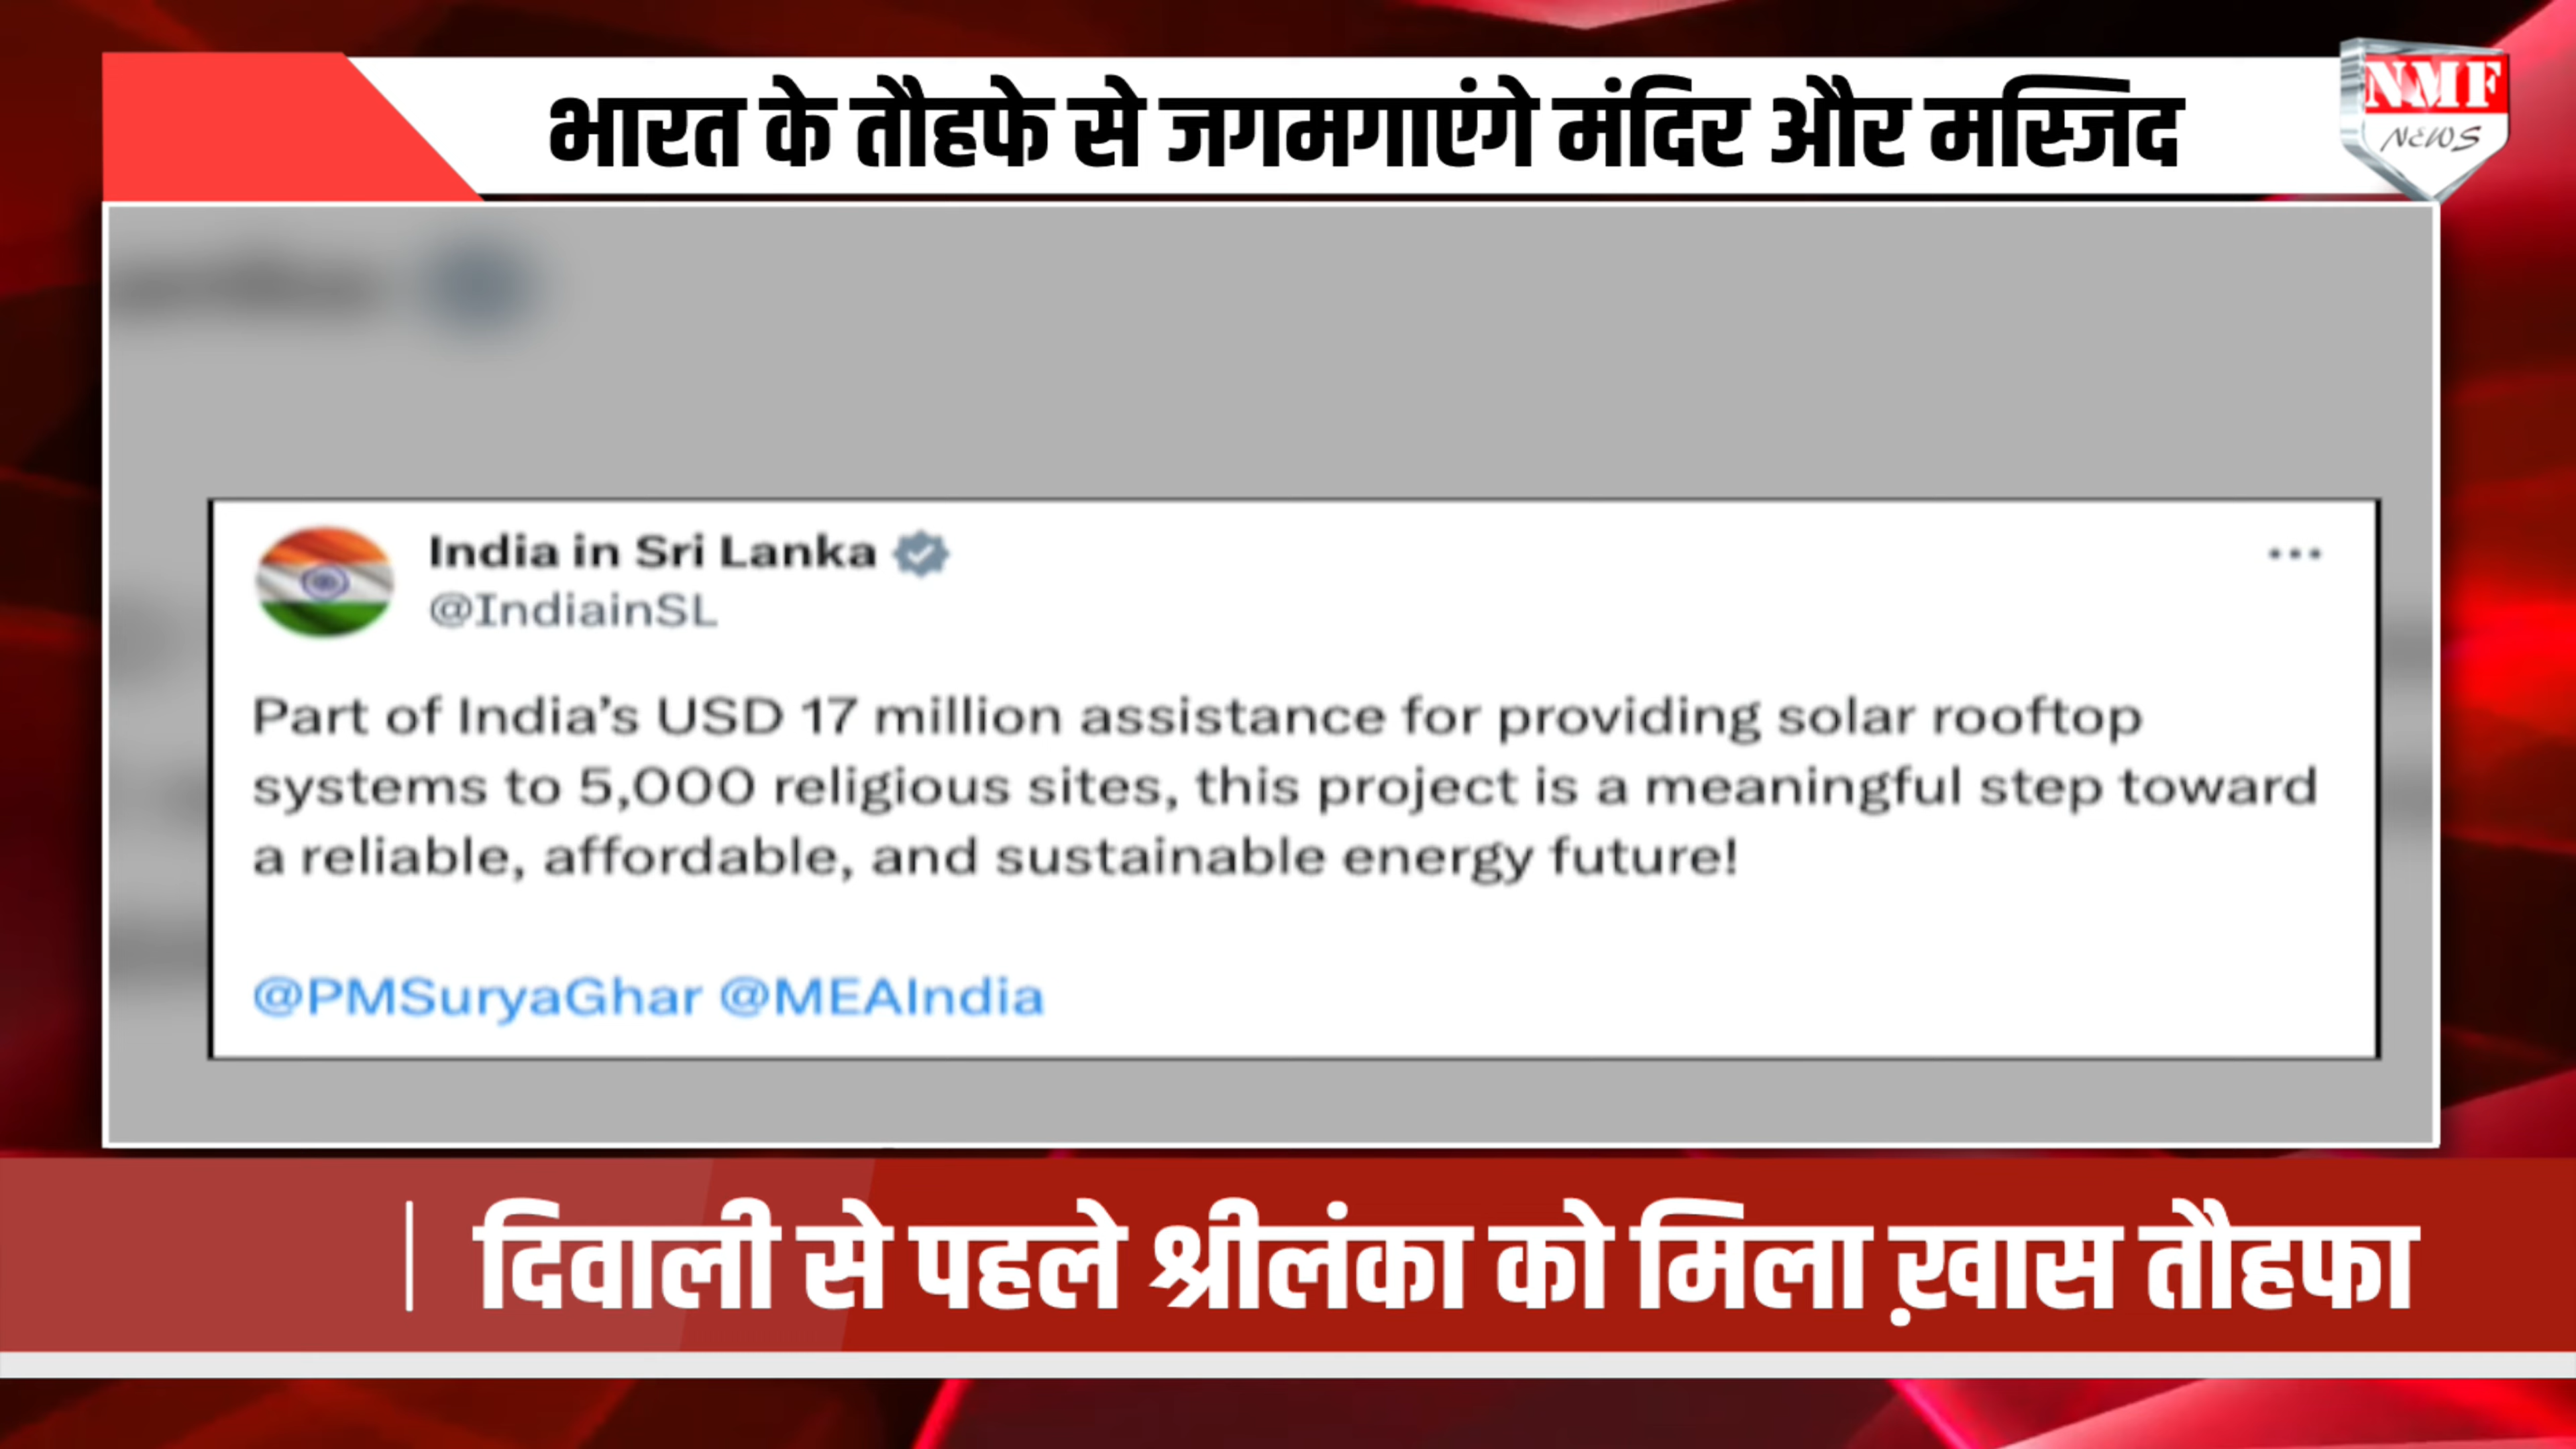 भारत के तौहफे से जगमगाएंगे मंदिर और मस्जिद
NMF
NEWS
India in Sri Lanka
@IndiainSL
Part of India’s USD 17 million assistance for providing solar rooftop
systems to 5,000 religious sites, this project is a meaningful step toward
a reliable, affordable, and sustainable energy future!
@PMSuryaGhar @MEAIndia
दिवाली से पहले श्रीलंका को मिला ख़ास तौहफा